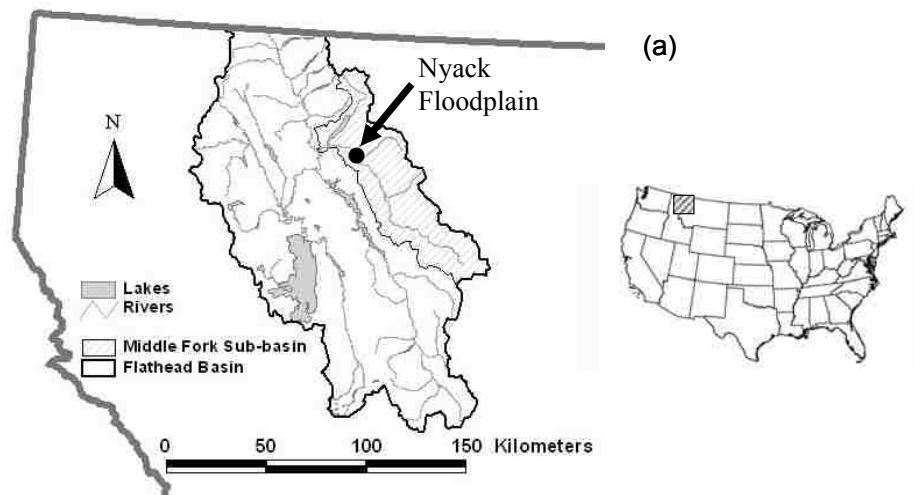 (a)
Nyack
Floodplain
N
Lakes
Rivers
Middle Fork Sub-basin
Flathead Basin
0 50 100 150 Kilometers